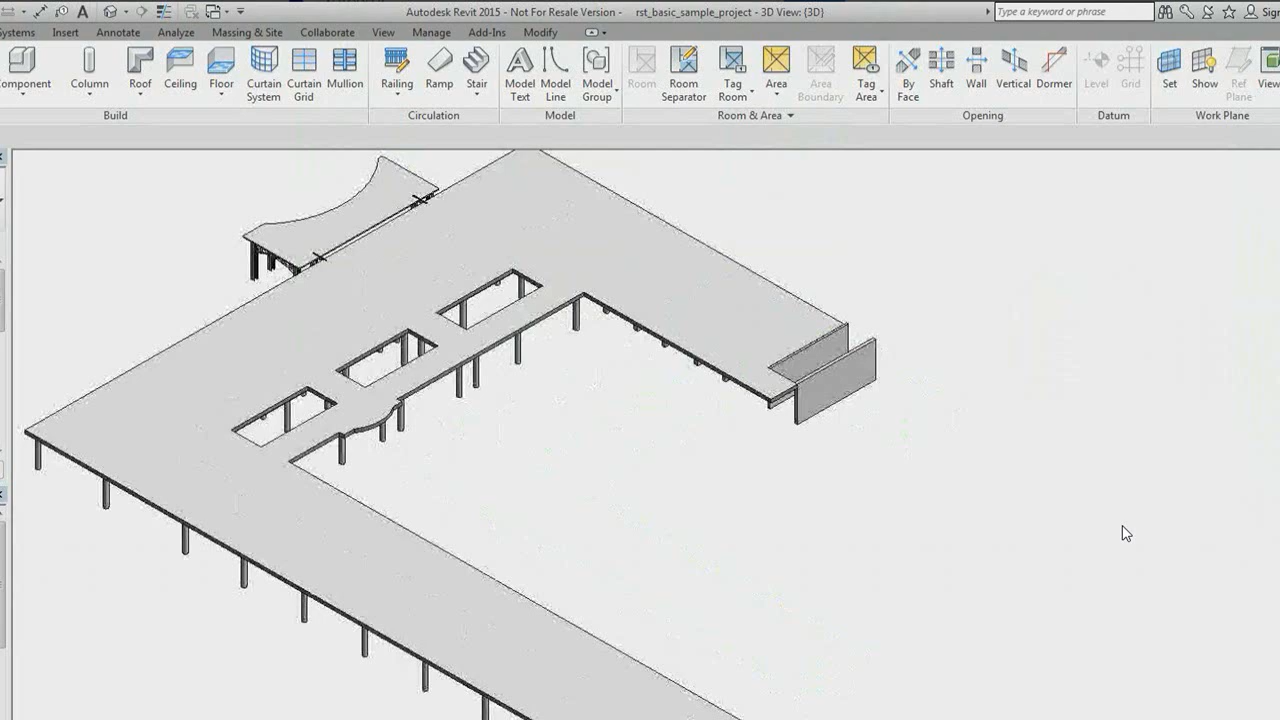 Autodesk Revit 2015 - Not For Resale Version - rst_basic_sample_project - 3D View: {3D}
Type a keyword or phrase
Sign
Systems Insert Annotate Analyze Massing & Site Collaborate View Manage Add-Ins Modify
Component Column Roof Ceiling Floor Curtain System Curtain Grid Mullion Railing Ramp Stair Model Text Model Line Model Group Room Room Separator Tag Room Area Area Boundary Tag Area By Face Shaft Wall Vertical Dormer Level Grid Set Show Ref Plane View
Build Circulation Model Room & Area Opening Datum Work Plane